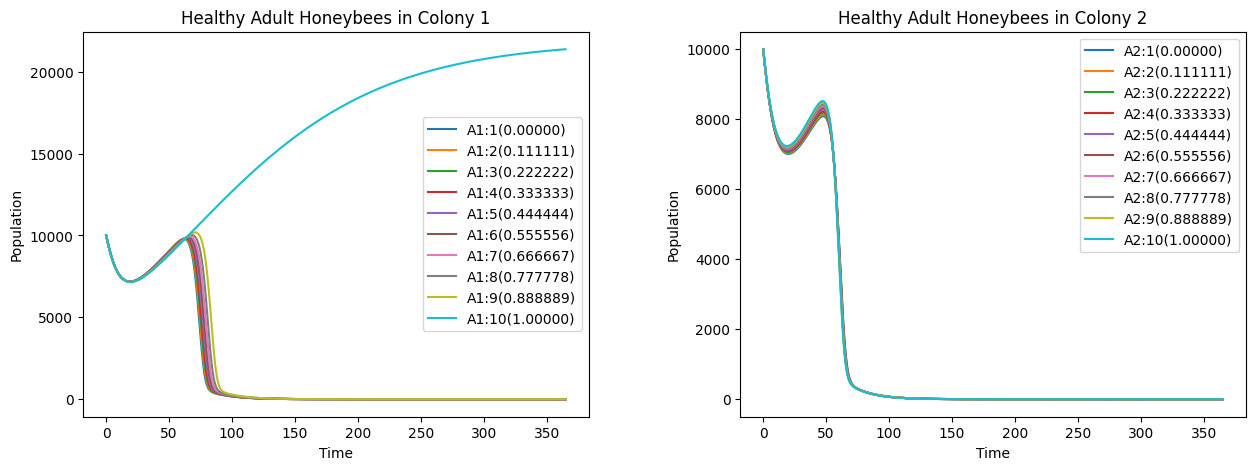 Healthy Adult Honeybees in Colony 1
Population
20000
15000
10000
5000
0
0 50 100 150 200 250 300 350
Time
A1:1(0.00000)
A1:2(0.111111)
A1:3(0.222222)
A1:4(0.333333)
A1:5(0.444444)
A1:6(0.555556)
A1:7(0.666667)
A1:8(0.777778)
A1:9(0.888889)
A1:10(1.00000)
Healthy Adult Honeybees in Colony 2
Population
10000
8000
6000
4000
2000
0
0 50 100 150 200 250 300 350
Time
A2:1(0.00000)
A2:2(0.111111)
A2:3(0.222222)
A2:4(0.333333)
A2:5(0.444444)
A2:6(0.555556)
A2:7(0.666667)
A2:8(0.777778)
A2:9(0.888889)
A2:10(1.00000)